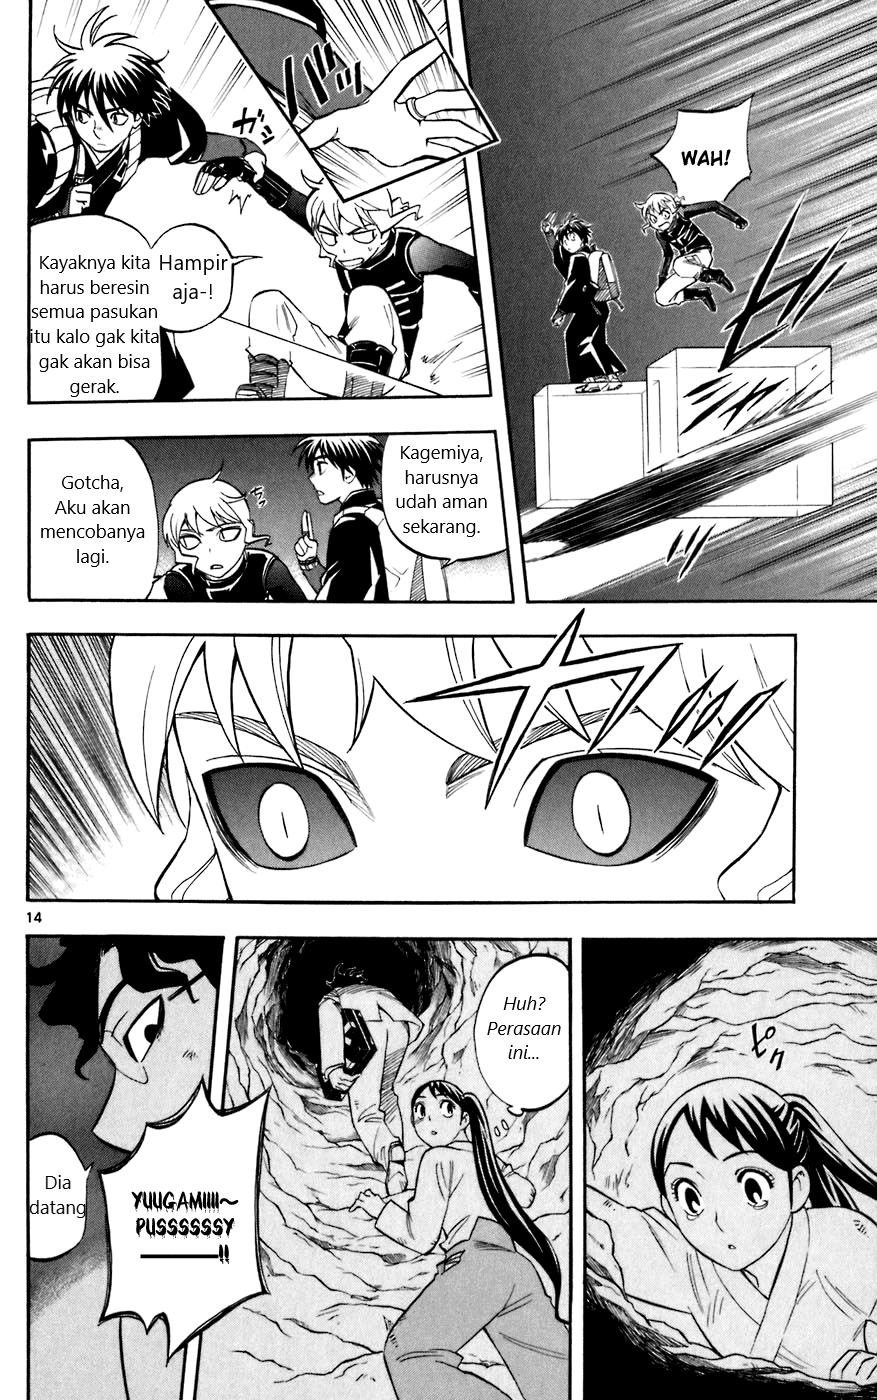 WAH!
Hampir
aja-!
Kayaknya kita
harus beresin
semua pasukan
itu kalo gak kita
gak akan bisa
gerak.
Kagemiya,
harusnya
udah aman
sekarang.
Gotcha,
Aku akan
mencobanya
lagi.
14
Huh?
Perasaan
ini...
YUUGAMIIII~
PUSSSSSSY
!!
Dia
datang